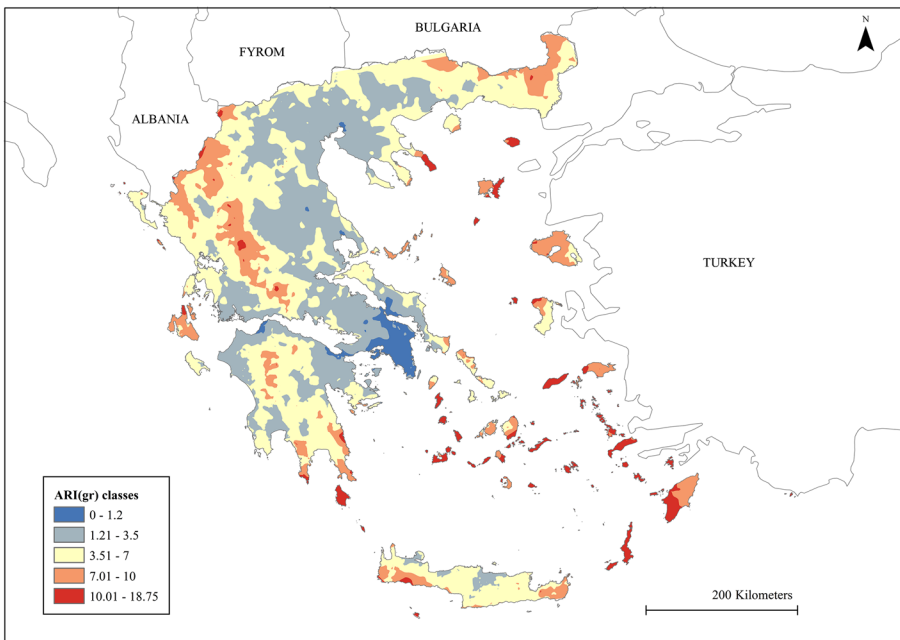 BULGARIA
N
FYROM
ALBANIA
TURKEY
ARI(gr) classes
0 - 1.2
1.21 - 3.5
3.51 - 7
7.01 - 10
10.01 - 18.75
200 Kilometers